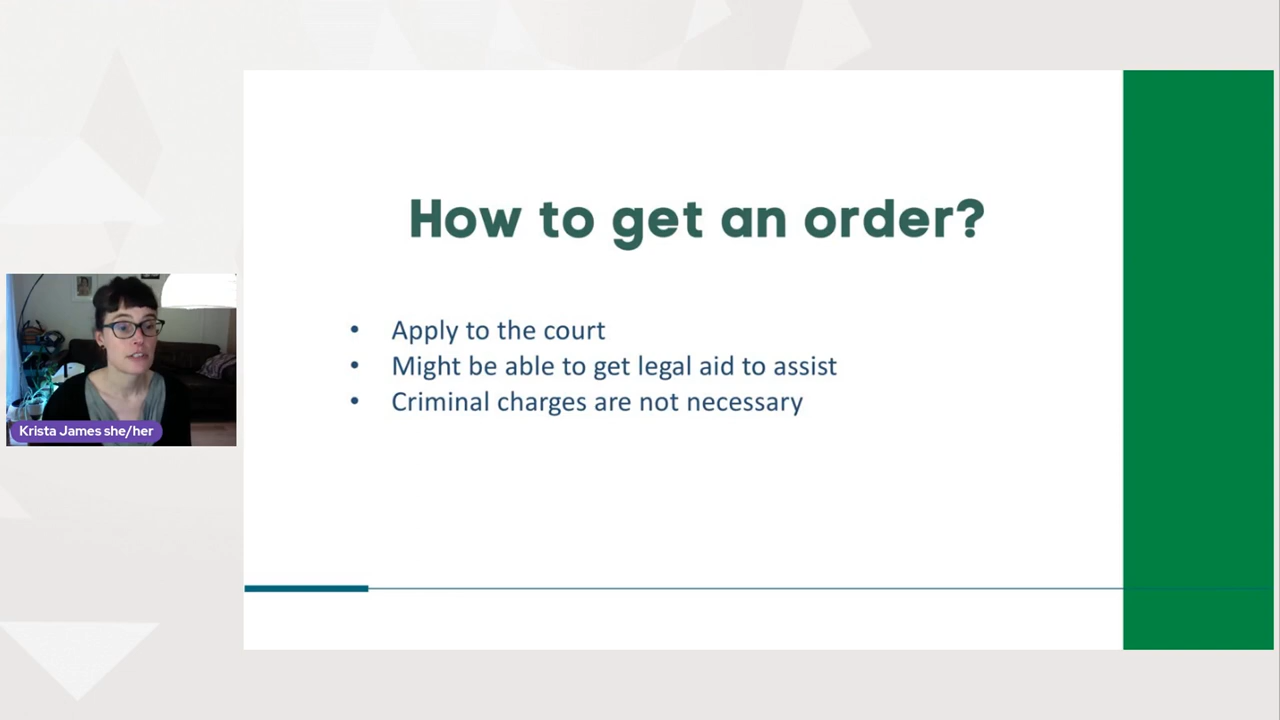 How to get an order?
• Apply to the court
• Might be able to get legal aid to assist
• Criminal charges are not necessary
Krista James she/her